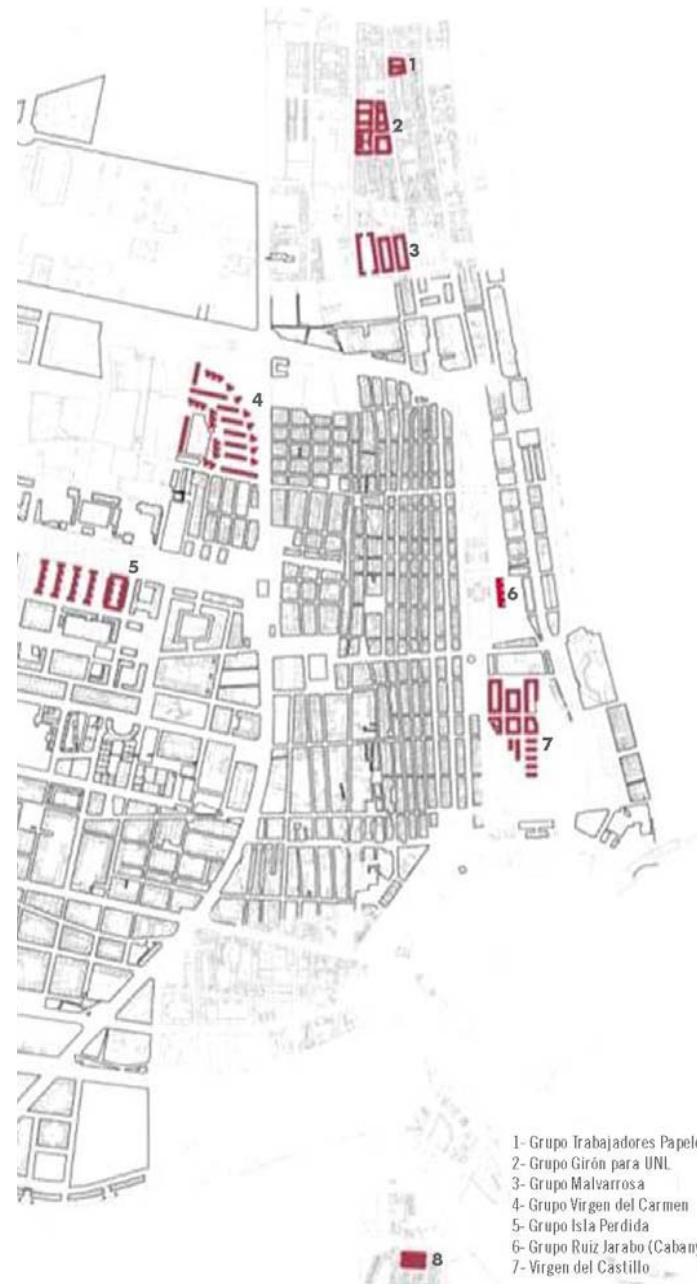 1
2
3
4
5
6
7
8
1- Grupo Trabajadores Papele
2- Grupo Girón para UNL
3- Grupo Malvarrosa
4- Grupo Virgen del Carmen
5- Grupo Isla Perdida
6- Grupo Ruiz Jarabo (Cabany
7- Virgen del Castillo